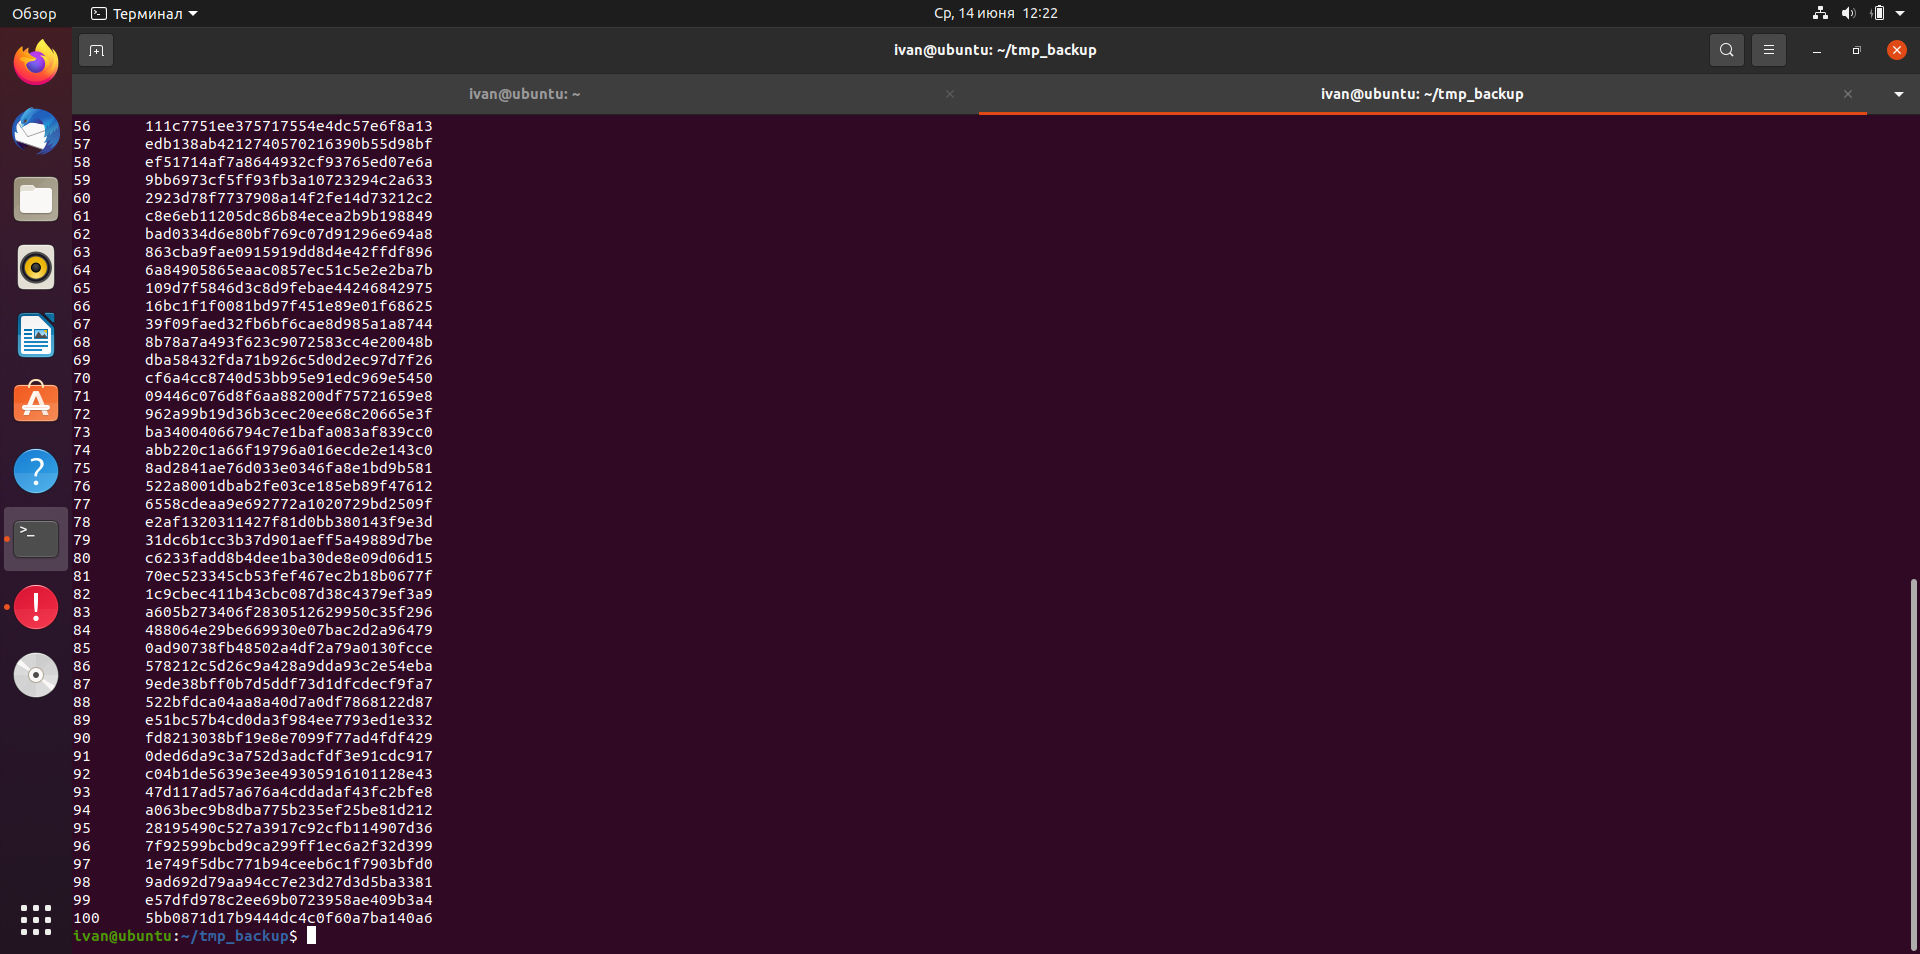 Обзор
Терминал
Ср, 14 июня 12:22
ivan@ubuntu: ~/tmp_backup
ivan@ubuntu: ~
ivan@ubuntu: ~/tmp_backup
56 111c7751ee375717554e4dc57e6f8a13
57 edb138ab4212740570216390b55d98bf
58 ef51714af7a8644932cf93765ed07e6a
59 9bb6973cf5ff93fb3a10723294c2a633
60 2923d78f7737908a14f2fe14d73212c2
61 c8e6eb11205dc86b84ecea2b9b198849
62 bad0334d6e80bf769c07d91296e694a8
63 863cba9fae0915919dd8d4e42ffdf896
64 6a84905865eaac0857ec51c5e2e2ba7b
65 109d7f5846d3c8d9febae44246842975
66 16bc1f1f0081bd97f451e89e01f68625
67 39f09faed32fb6bf6cae8d985a1a8744
68 8b78a7a493f623c9072583cc4e20048b
69 dba58432fda71b926c5d0d2ec97d7f26
70 cf6a4cc8740d53bb95e91edc969e5450
71 09446c076d8f6aa88200df75721659e8
72 962a99b19d36b3cec20ee68c20665e3f
73 ba34004066794c7e1bafa083af839cc0
74 abb220c1a66f19796a016ecde2e143c0
75 8ad2841ae76d033e0346fa8e1bd9b581
76 522a8001dbab2fe03ce185eb89f47612
77 6558cdeaa9e692772a1020729bd2509f
78 e2af1320311427f81d0bb380143f9e3d
79 31dc6b1cc3b37d901aeff5a49889d7be
80 c6233fadd8b4dee1ba30de8e09d06d15
81 70ec523345cb53fef467ec2b18b0677f
82 1c9cbec411b43cbc087d38c4379ef3a9
83 a605b273406f2830512629950c35f296
84 488064e29be669930e07bac2d2a96479
85 0ad90738fb48502a4df2a79a0130fcce
86 578212c5d26c9a428a9dda93c2e54eba
87 9ede38bff0b7d5ddf73d1dfcdecf9fa7
88 522bfdca04aa8a40d7a0df7868122d87
89 e51bc57b4cd0da3f984ee7793ed1e332
90 fd8213038bf19e8e7099f77ad4fdf429
91 0ded6da9c3a752d3adcfdf3e91cdc917
92 c04b1de5639e3ee49305916101128e43
93 47d117ad57a676a4cddadaf43fc2bfe8
94 a063bec9b8dba775b235ef25be81d212
95 28195490c527a3917c92cfb114907d36
96 7f92599bcbd9ca299ff1ec6a2f32d399
97 1e749f5dbc771b94ceeb6c1f7903bfd0
98 9ad692d79aa94cc7e23d27d3d5ba3381
99 e57dfd978c2ee69b0723958ae409b3a4
100 5bb0871d17b9444dc4c0f60a7ba140a6
ivan@ubuntu:~/tmp_backup$